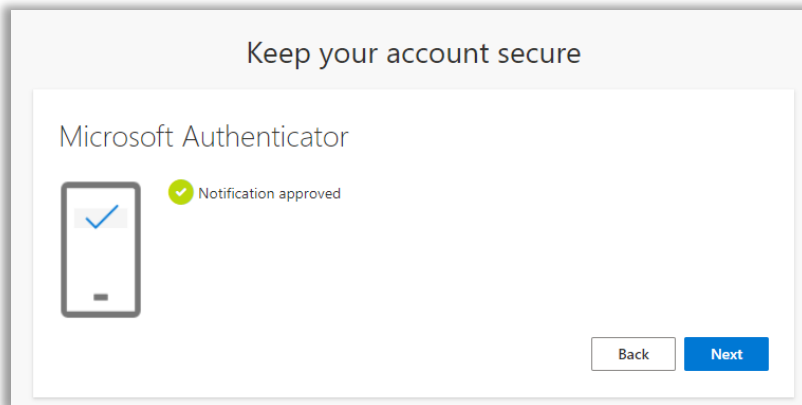 Keep your account secure
Microsoft Authenticator
Notification approved
Back
Next